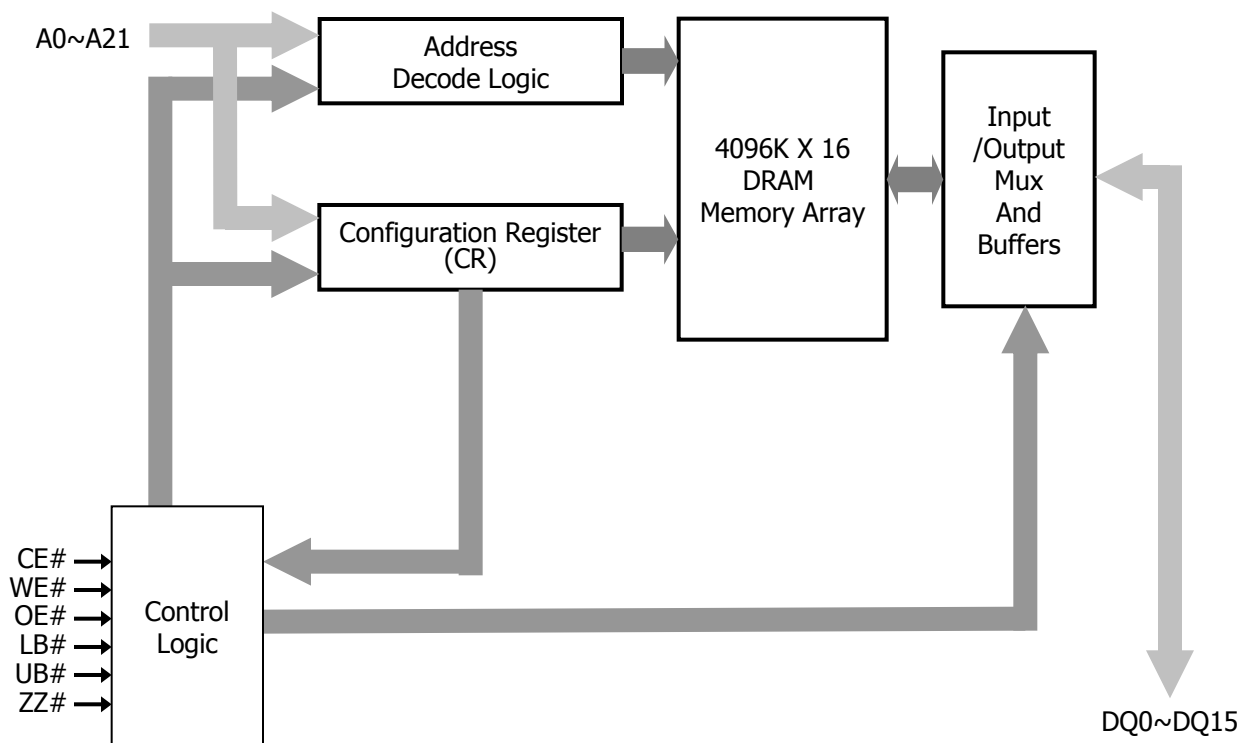 A0~A21
Address
Decode Logic
4096K X 16
DRAM
Memory Array
Input
/Output
Mux
And
Buffers
Configuration Register
(CR)
CE#
WE#
OE#
LB#
UB#
ZZ#
Control
Logic
DQ0~DQ15